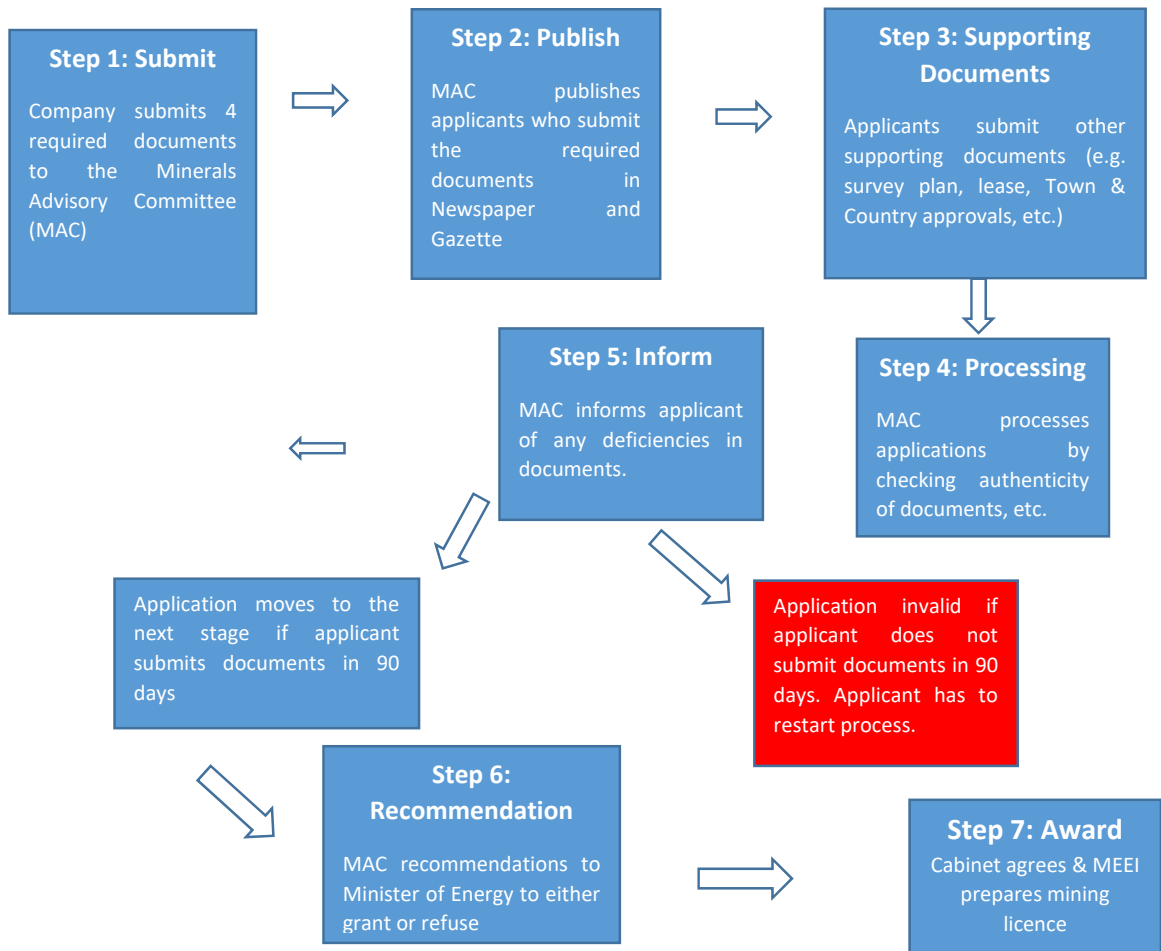 Step 1: Submit
Company submits 4
required documents
to the Minerals
Advisory Committee
(MAC)
Step 2: Publish
MAC publishes
applicants who submit
the required
documents in
Newspaper and
Gazette
Step 3: Supporting
Documents
Applicants submit other
supporting documents (e.g.
survey plan, lease, Town &
Country approvals, etc.)
Step 4: Processing
MAC processes
applications by
checking authenticity
of documents, etc.
Step 5: Inform
MAC informs applicant
of any deficiencies in
documents.
Application moves to the
next stage if applicant
submits documents in 90
days
Application invalid if
applicant does not
submit documents in 90
days. Applicant has to
restart process.
Step 6:
Recommendation
MAC recommendations to
Minister of Energy to either
grant or refuse
Step 7: Award
Cabinet agrees & MEEI
prepares mining
licence